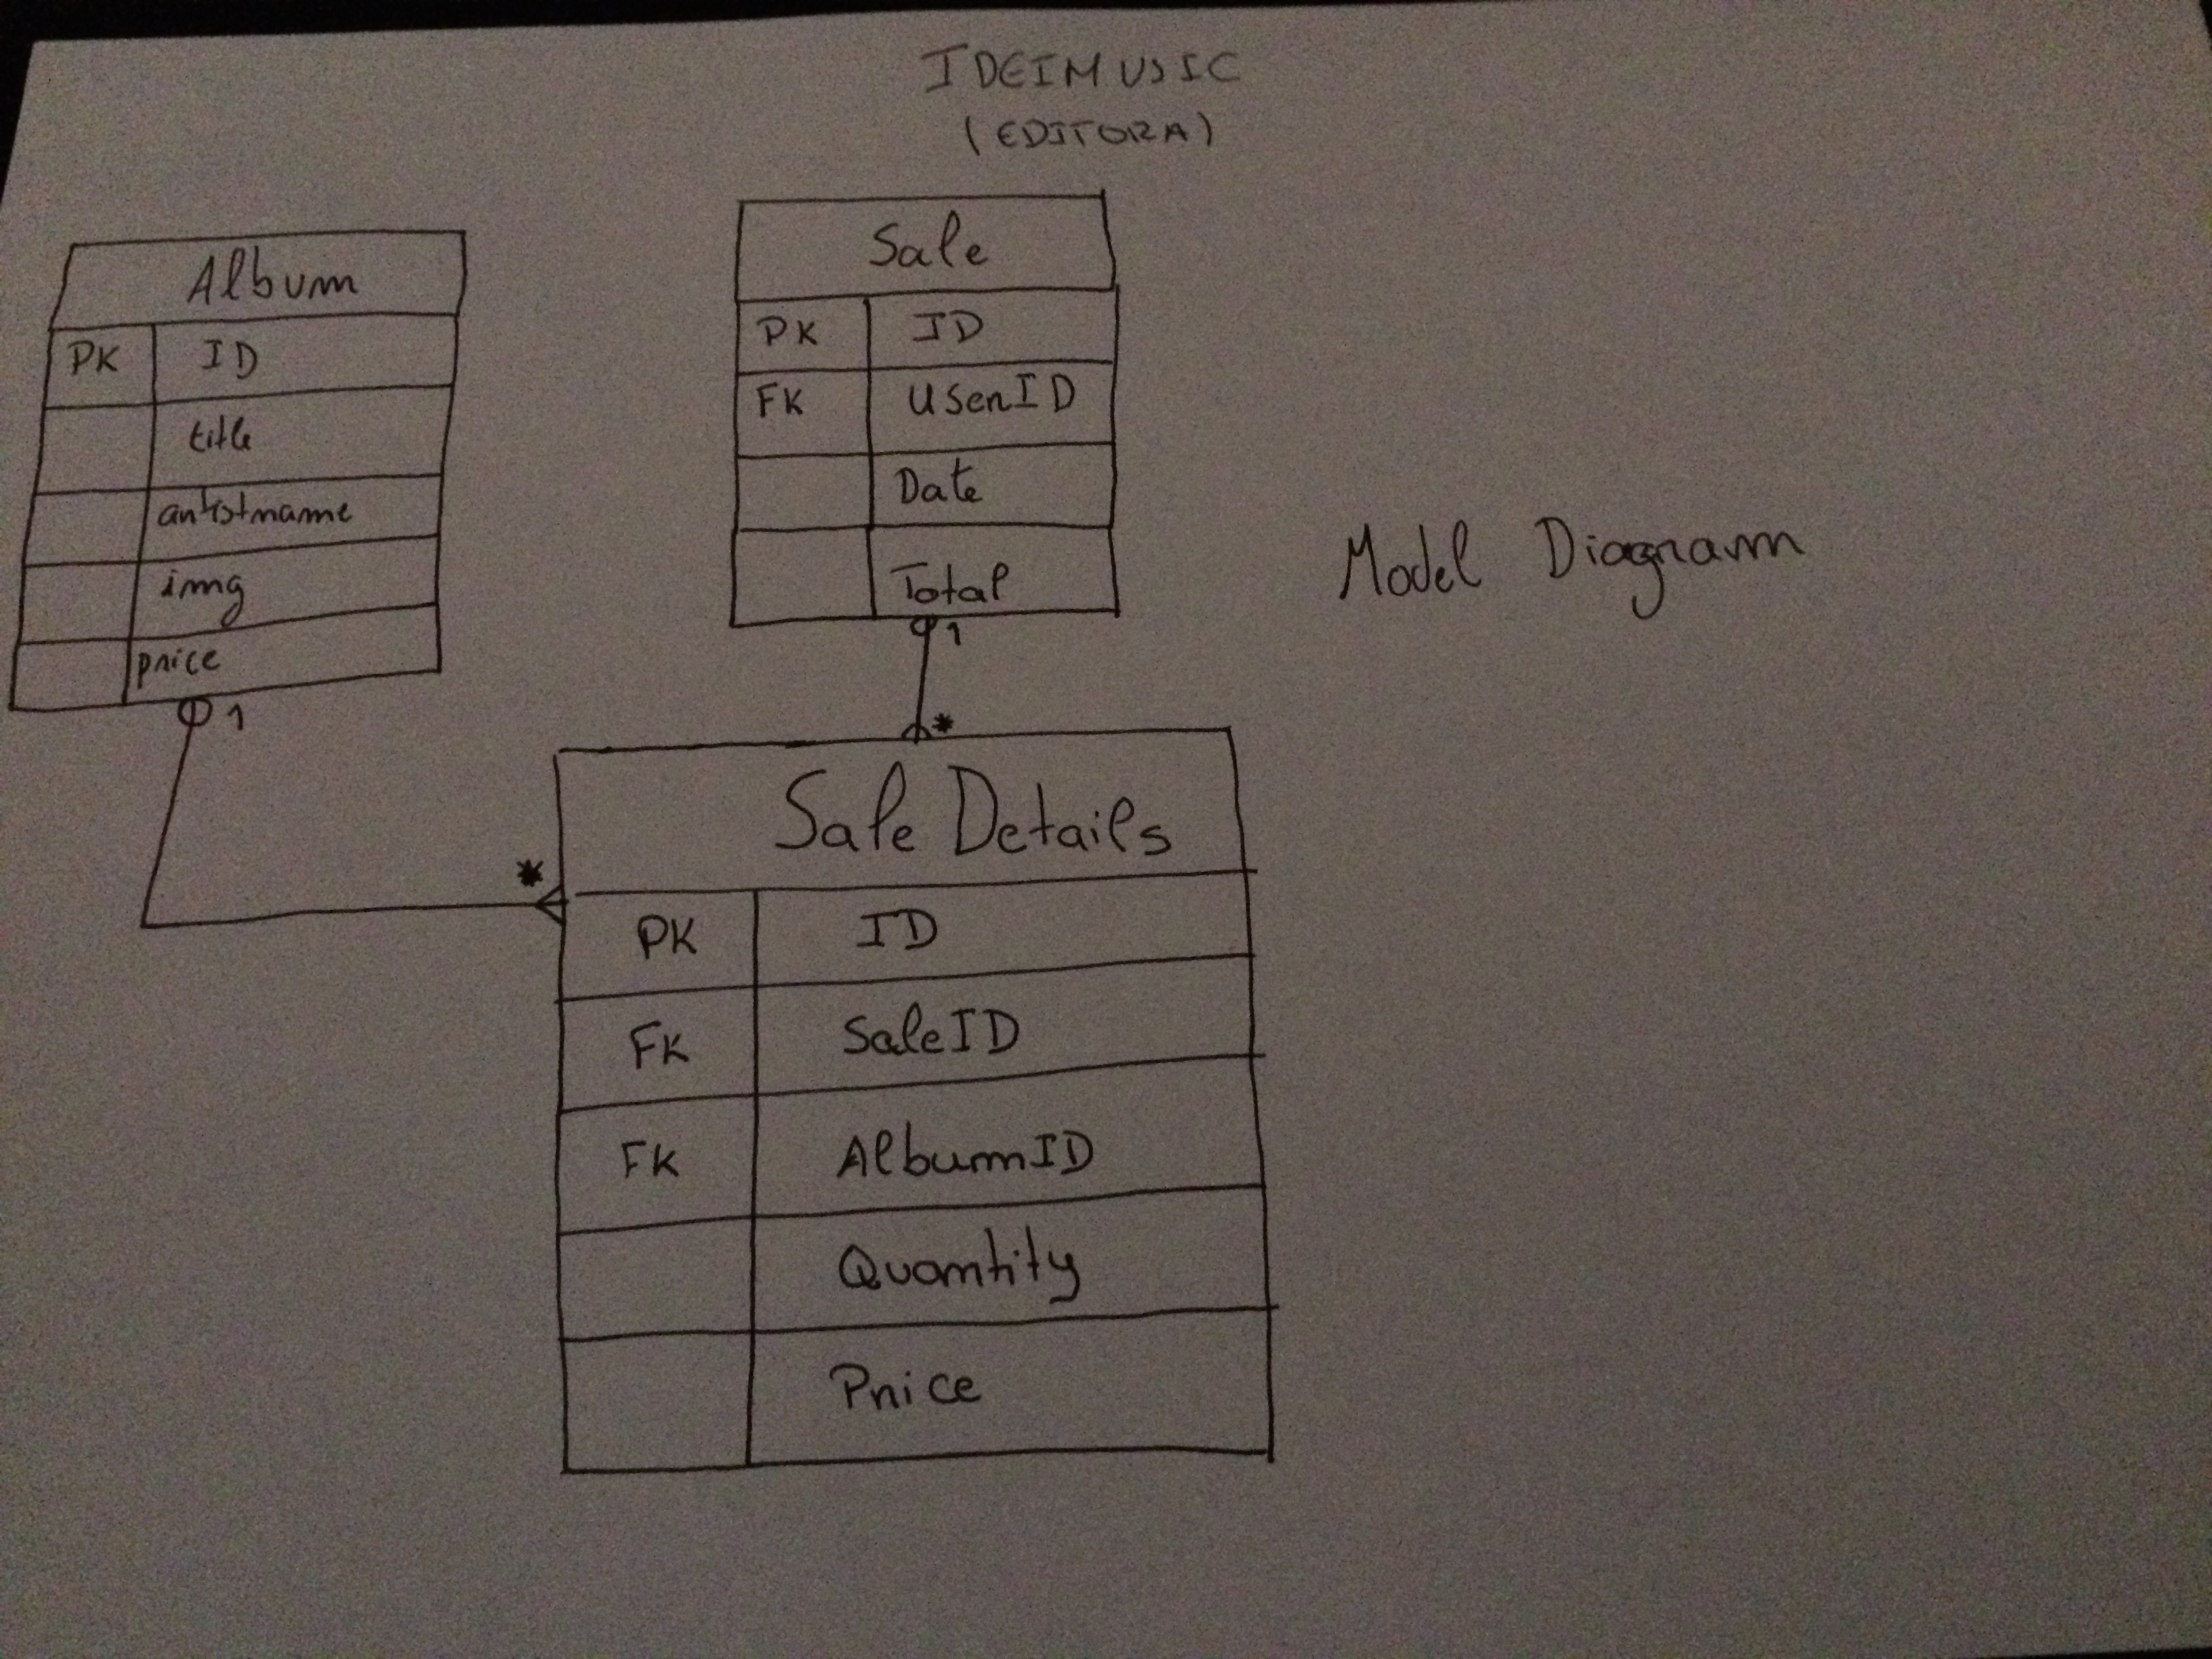 IDEIMUSIC
(EDITORA)
Album
PK ID
title
artistname
img
price
1
*
Sale
PK ID
FK UserID
Date
Total
1
*
Model Diagram
Sale Details
PK ID
FK SaleID
FK AlbumID
Quantity
Price